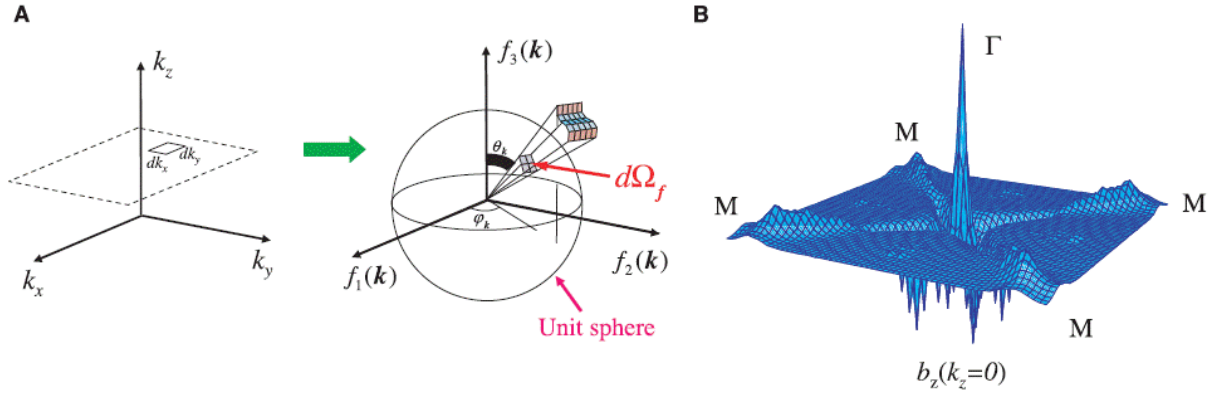 A
k_z
dk_x
dk_y
k_x
k_y
f_3(k)
θ_k
dΩ_f
φ_k
f_1(k)
f_2(k)
Unit sphere
B
Γ
M
M
M
M
b_z(k_z=0)